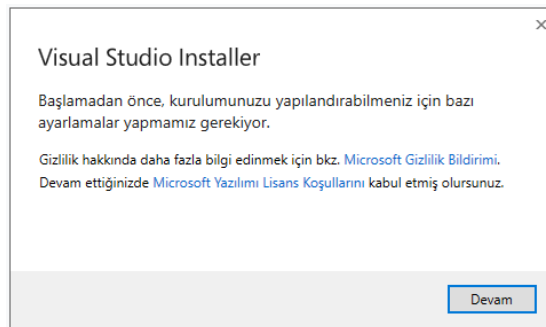 Visual Studio Installer
Başlamadan önce, kurulumunuzu yapılandırabilmeniz için bazı
ayarlamalar yapmamız gerekiyor.
Gizlilik hakkında daha fazla bilgi edinmek için bkz. Microsoft Gizlilik Bildirimi.
Devam ettiğinizde Microsoft Yazılımı Lisans Koşullarını kabul etmiş olursunuz.
Devam